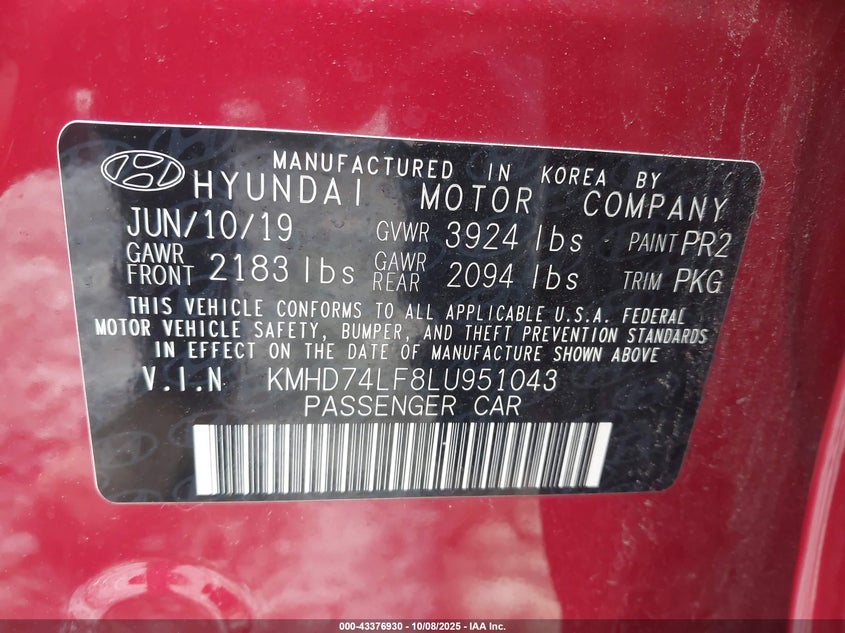 MANUFACTURED IN KOREA BY
HYUNDAI MOTOR COMPANY
JUN/10/19 GVWR 3924 lbs PAINT PR2
GAWR FRONT 2183 lbs GAWR REAR 2094 lbs TRIM PKG
THIS VEHICLE CONFORMS TO ALL APPLICABLE U.S.A. FEDERAL
MOTOR VEHICLE SAFETY, BUMPER, AND THEFT PREVENTION STANDARDS
IN EFFECT ON THE DATE OF MANUFACTURE SHOWN ABOVE
V.I.N KMHD74LF8LU951043
PASSENGER CAR
000-43376930 - 10/08/2025 - IAA Inc.